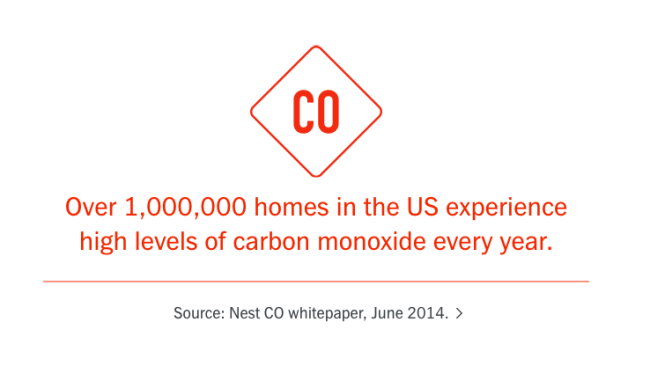 CO
Over 1,000,000 homes in the US experience
high levels of carbon monoxide every year.
Source: Nest CO whitepaper, June 2014. >